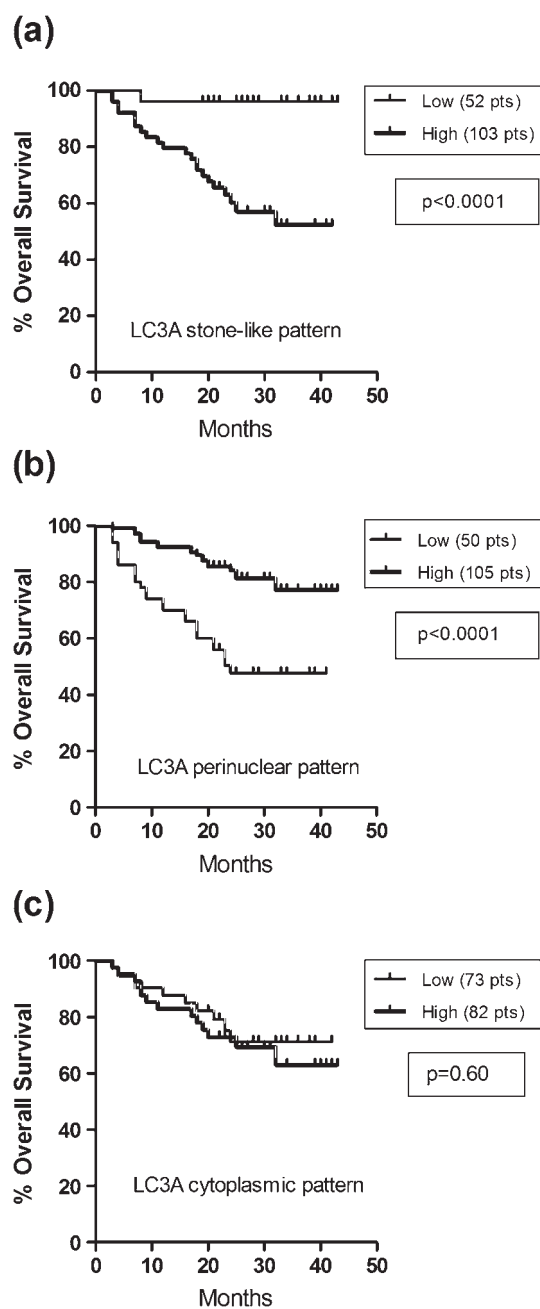 (a)
% Overall Survival
100
80
60
40
20
0
LC3A stone-like pattern
0 10 20 30 40 50
Months
Low (52 pts)
High (103 pts)
p<0.0001
(b)
% Overall Survival
100
80
60
40
20
0
LC3A perinuclear pattern
0 10 20 30 40 50
Months
Low (50 pts)
High (105 pts)
p<0.0001
(c)
% Overall Survival
100
80
60
40
20
0
LC3A cytoplasmic pattern
0 10 20 30 40 50
Months
Low (73 pts)
High (82 pts)
p=0.60